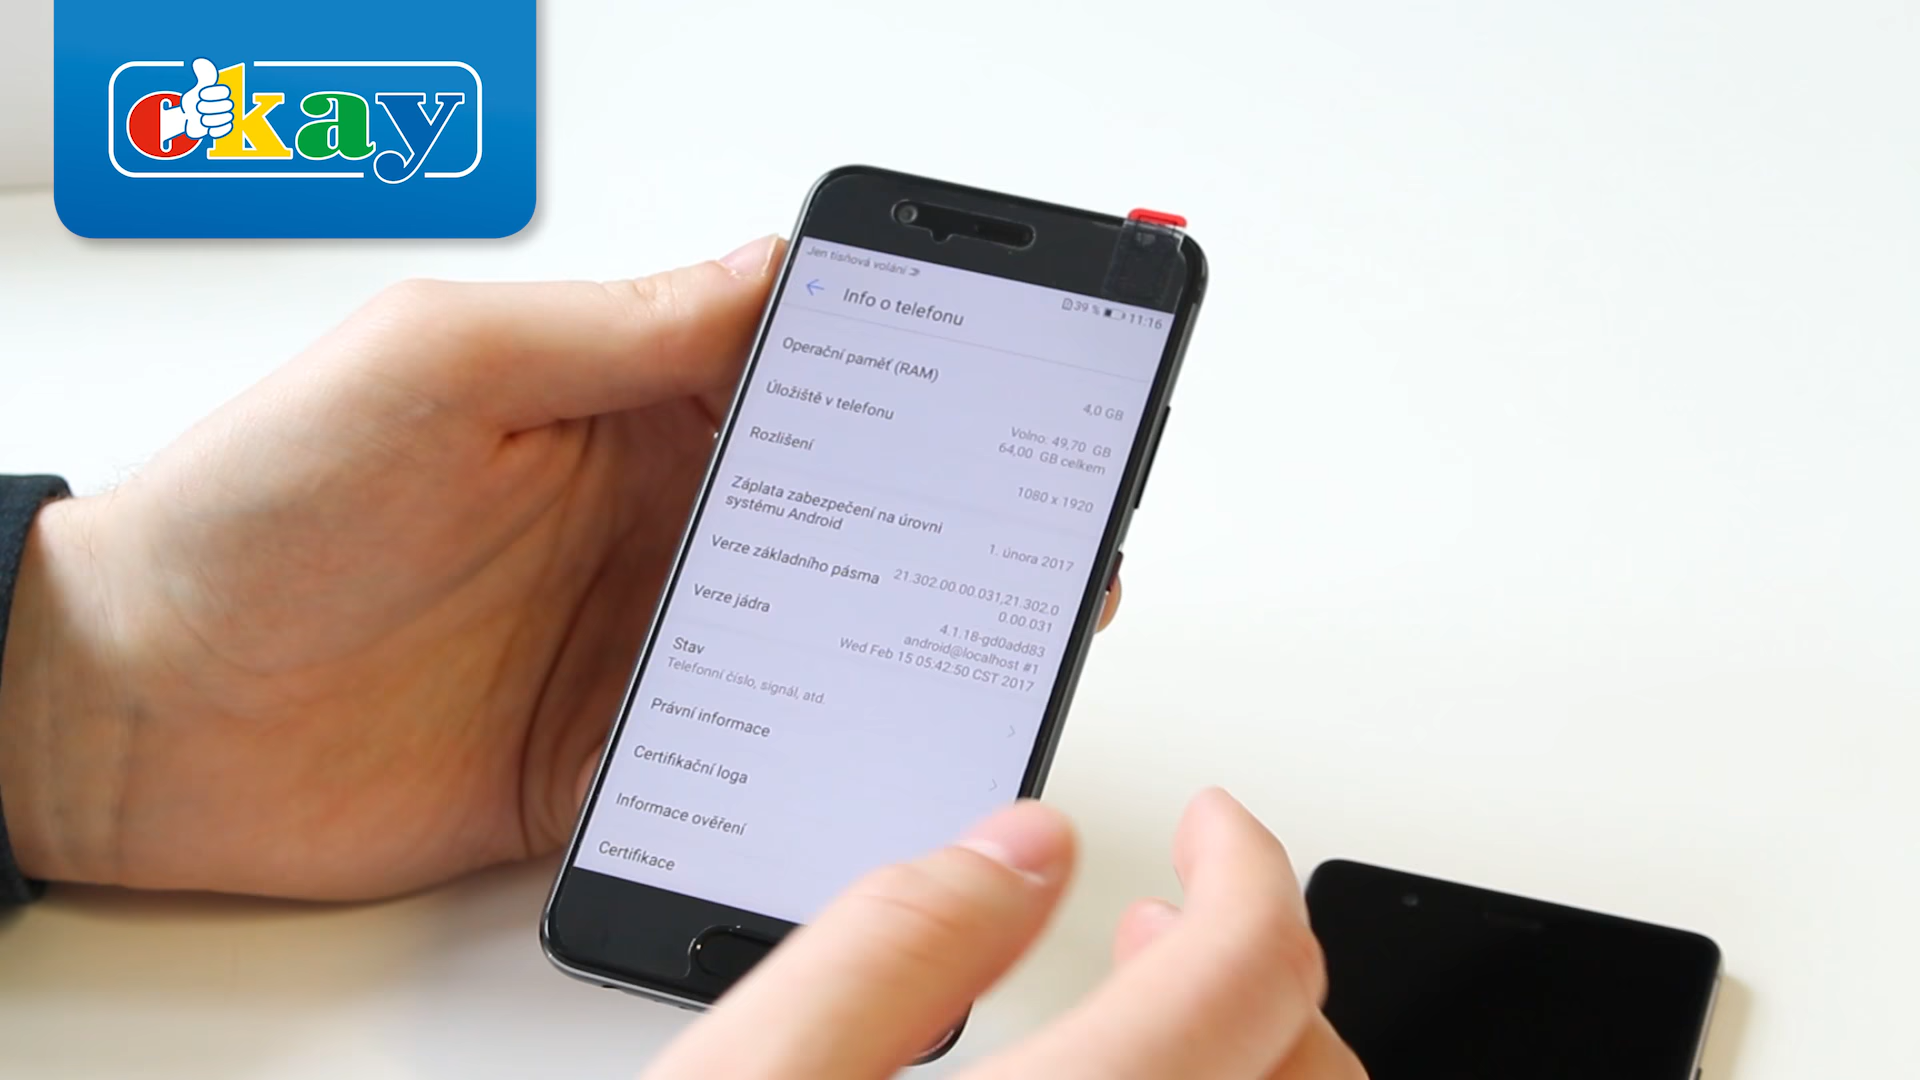 okay
Jen tísňová volání
39 % 11:16
Info o telefonu
Operační paměť (RAM)
4,0 GB
Úložiště v telefonu
Volno: 49,70 GB
64,00 GB celkem
Rozlišení
1080 x 1920
Záplata zabezpečení na úrovni
systému Android
1. února 2017
Verze základního pásma
21.302.00.00.031,21.302.0
0.00.031
Verze jádra
4.1.18-gd0add83
android@localhost #1
Wed Feb 15 05:42:50 CST 2017
Stav
Telefonní číslo, signál, atd.
Právní informace
Certifikační loga
Informace ověření
Certifikace